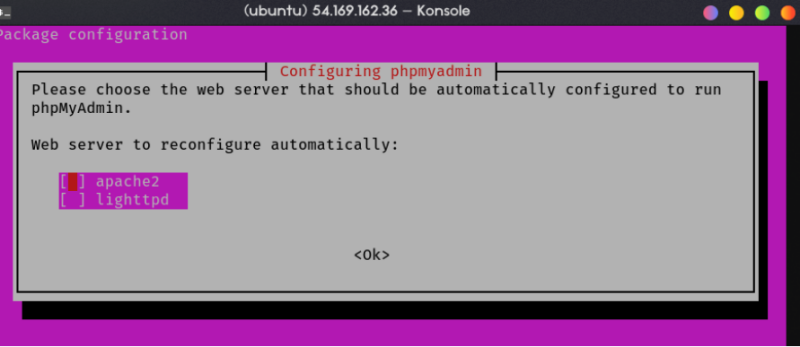 (ubuntu) 54.169.162.36 — Konsole
Package configuration
Configuring phpmyadmin
Please choose the web server that should be automatically configured to run
phpMyAdmin.
Web server to reconfigure automatically:
[ ] apache2
[ ] lighttpd
<Ok>